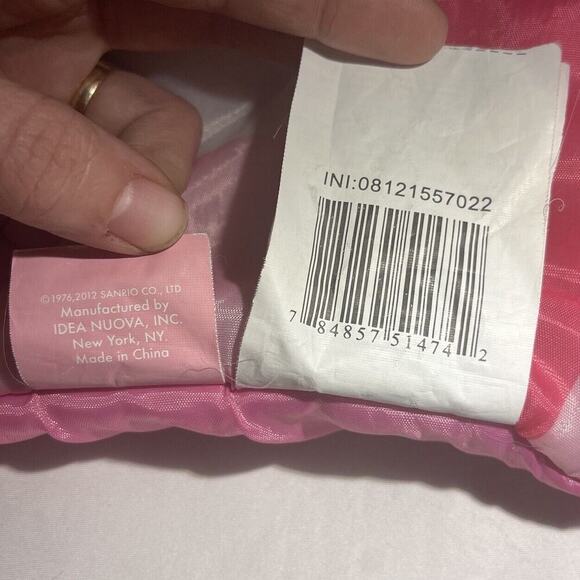 ©1976,2012 SANRIO CO., LTD
Manufactured by
IDEA NUOVA, INC.
New York, NY.
Made in China
INI:08121557022
7 84857 51474 2